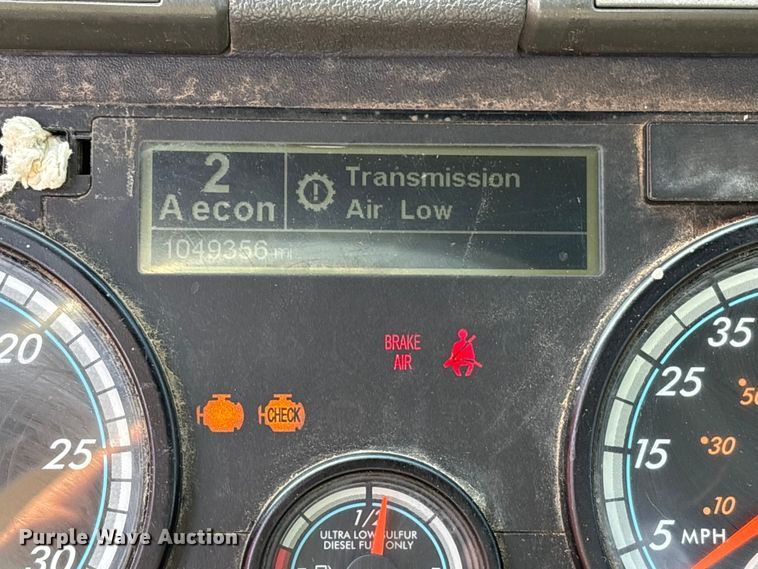 2
A econ
Transmission
Air Low
1049356 mi
BRAKE
AIR
CHECK
20
25
30
1/2
ULTRA LOW SULFUR
DIESEL FUEL ONLY
35
25
15
5 MPH
50
30
10
Purple Wave Auction